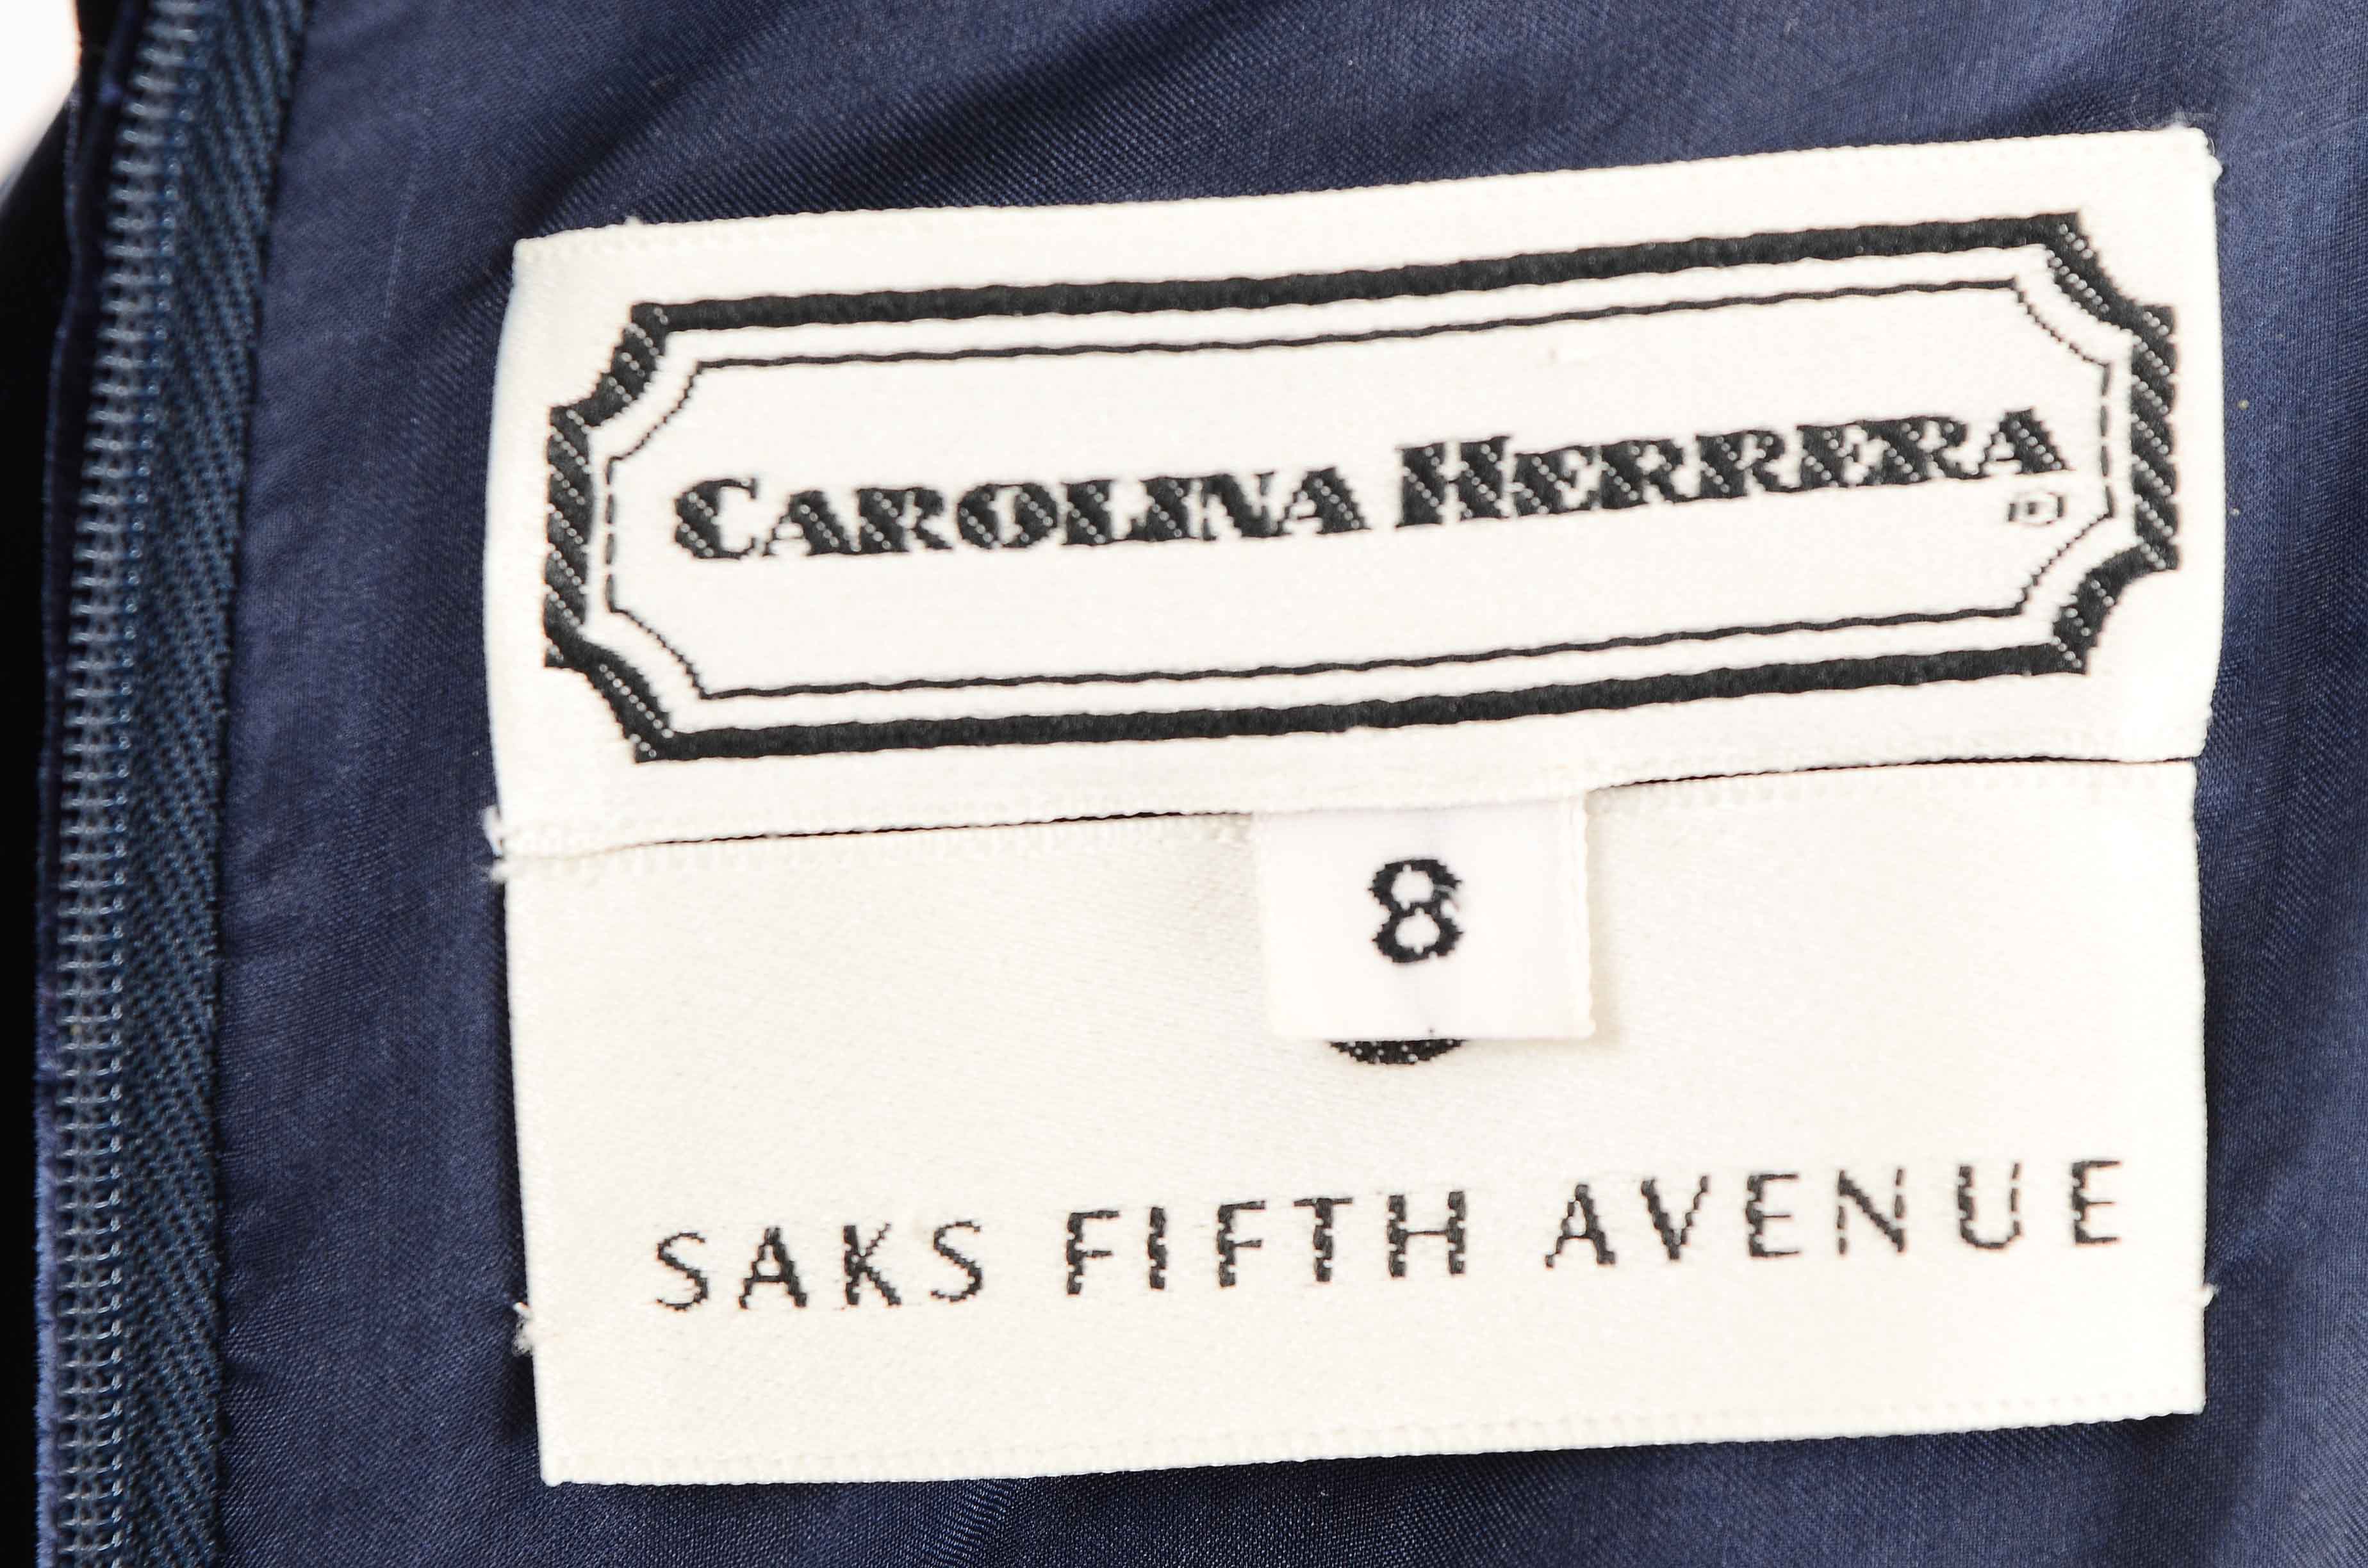 CAROLINA HERRERA ®
8
SAKS FIFTH AVENUE